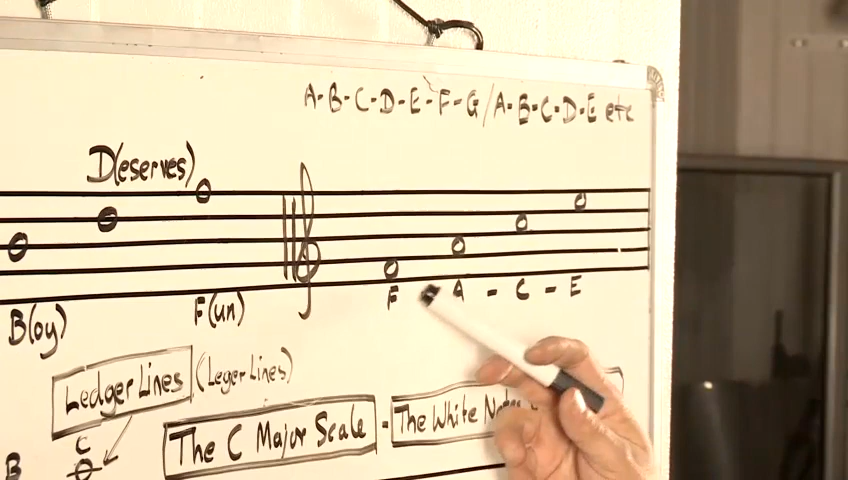 A-B-C-D-E-F-G/A-B-C-D-E etc
D(eserves)
B(oy) F(un)
F A - C - E
Ledger Lines (Leger Lines)
The C Major Scale = The White
C
B